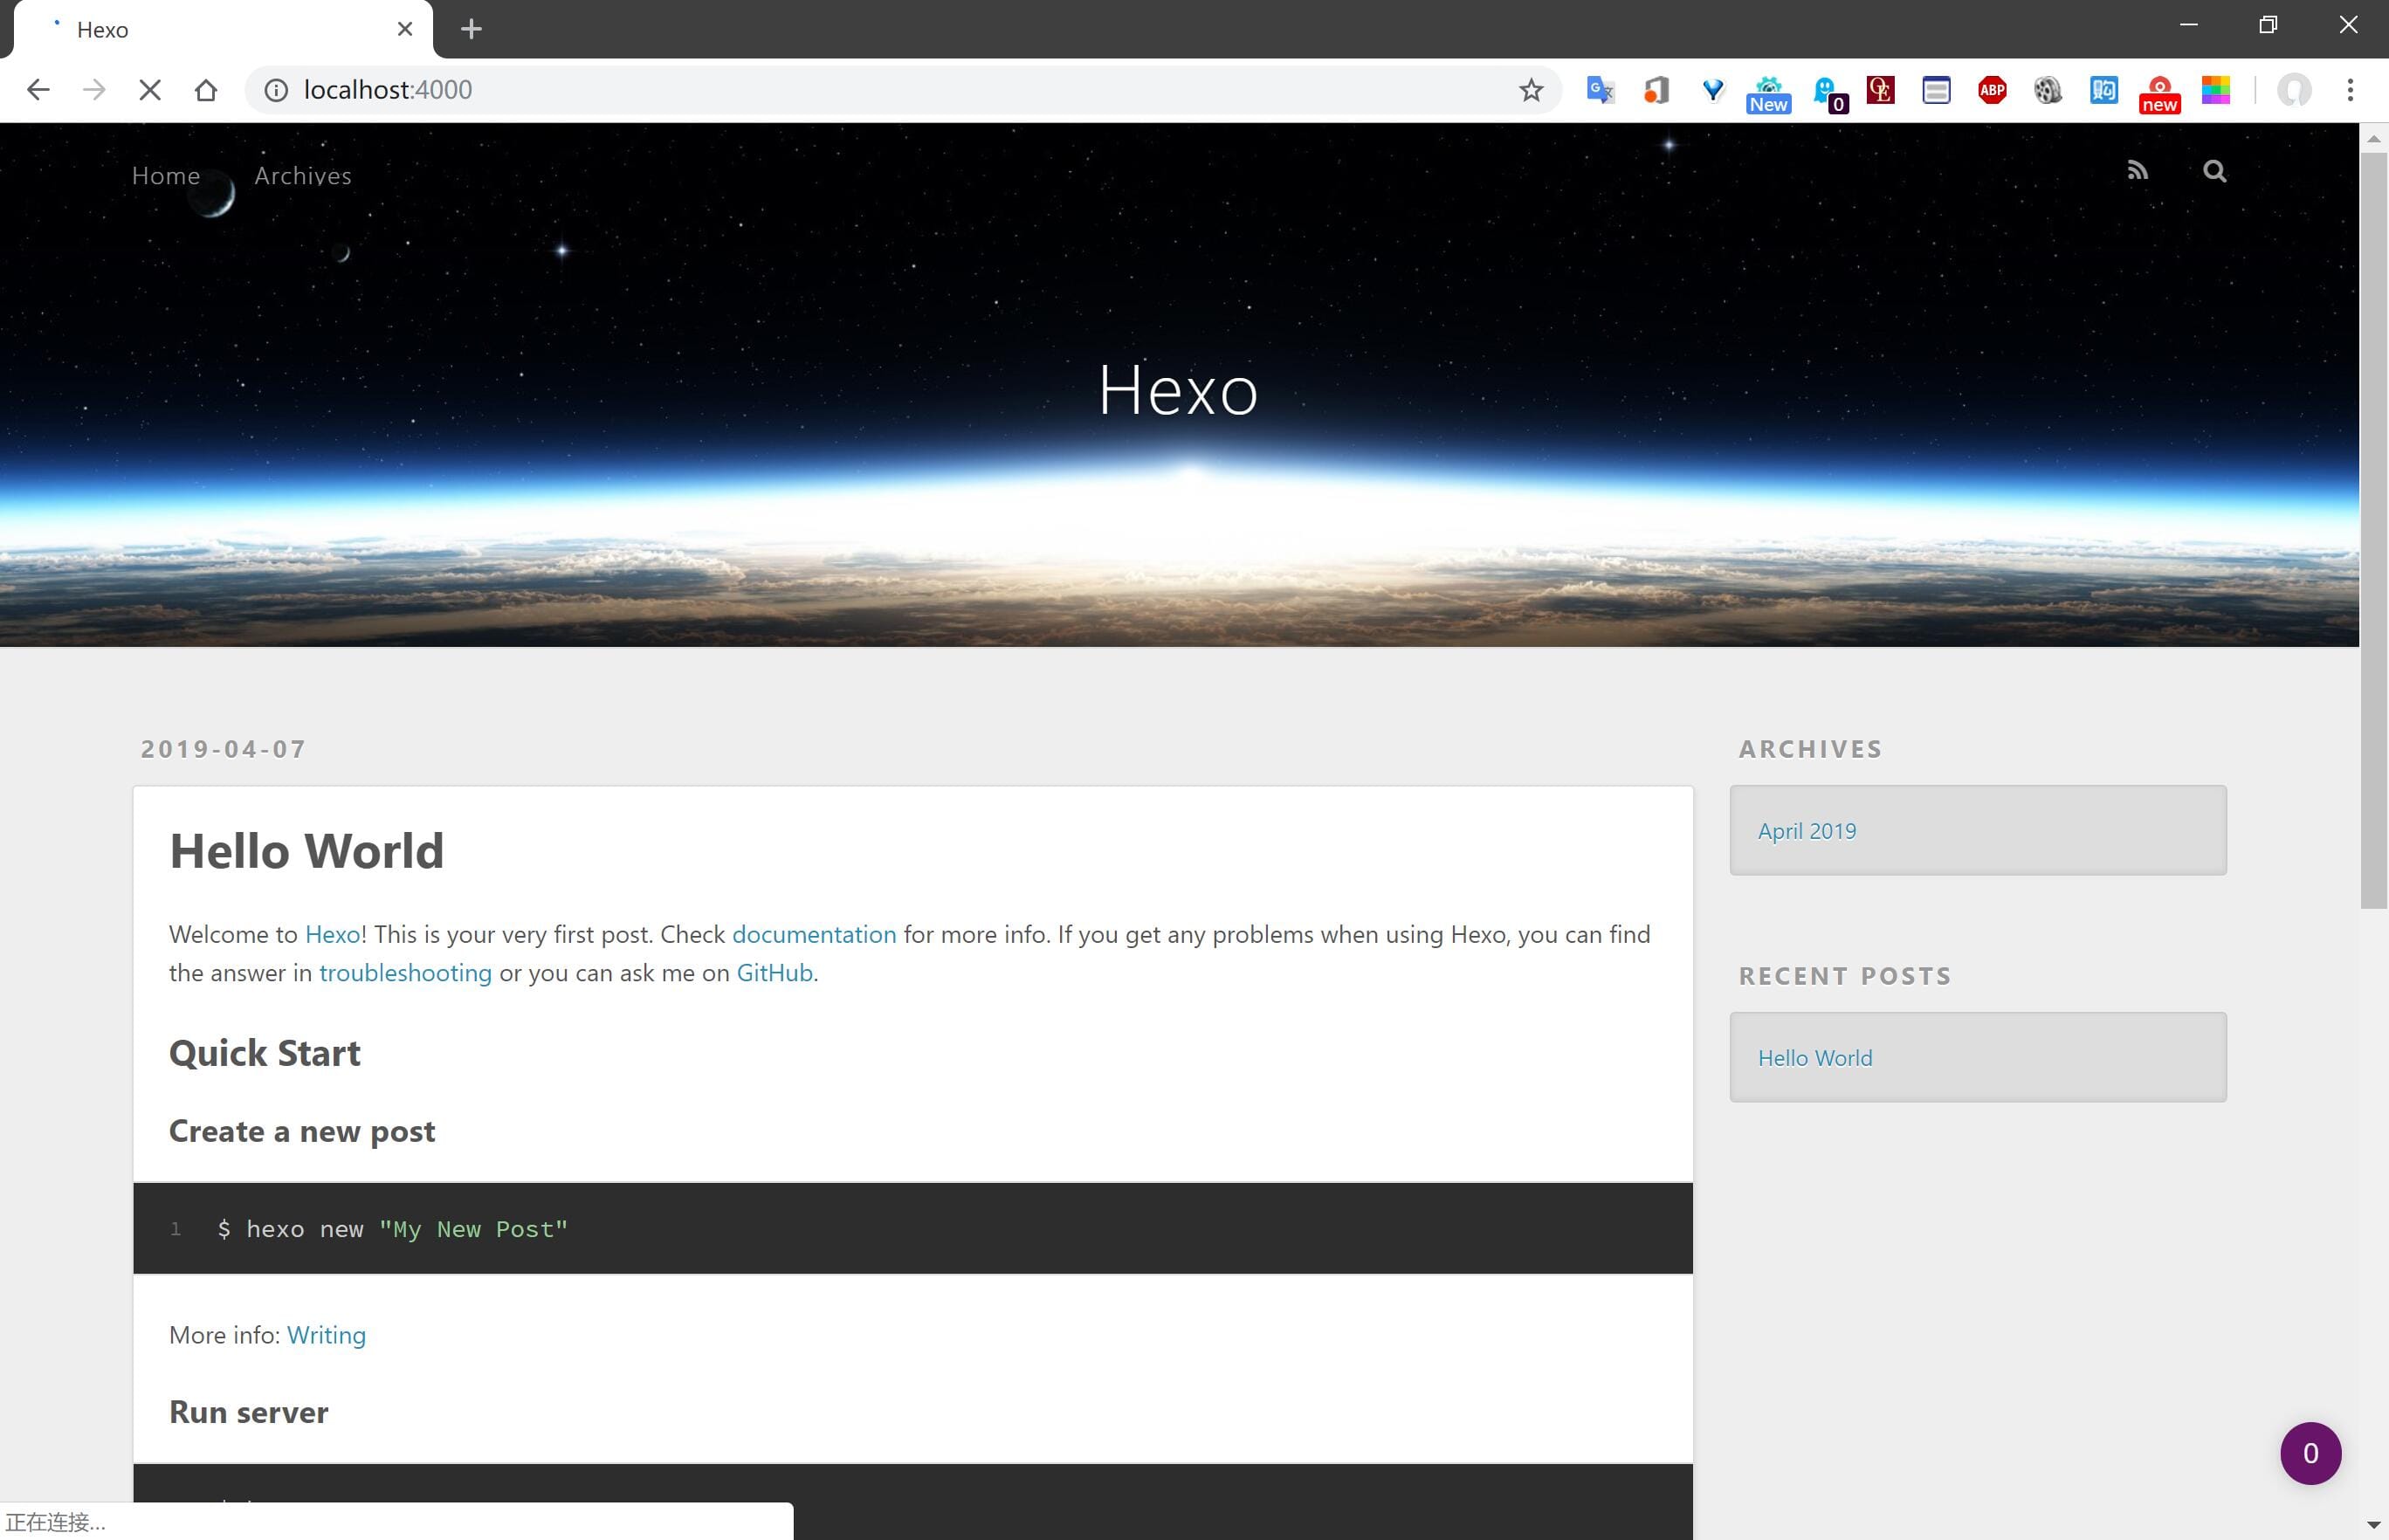 Hexo
localhost:4000
New
0
ABP
购
new
Home
Archives
Hexo
2019-04-07
Hello World
Welcome to Hexo! This is your very first post. Check documentation for more info. If you get any problems when using Hexo, you can find
the answer in troubleshooting or you can ask me on GitHub.
Quick Start
Create a new post
1 $ hexo new "My New Post"
More info: Writing
Run server
ARCHIVES
April 2019
RECENT POSTS
Hello World
0
正在连接...